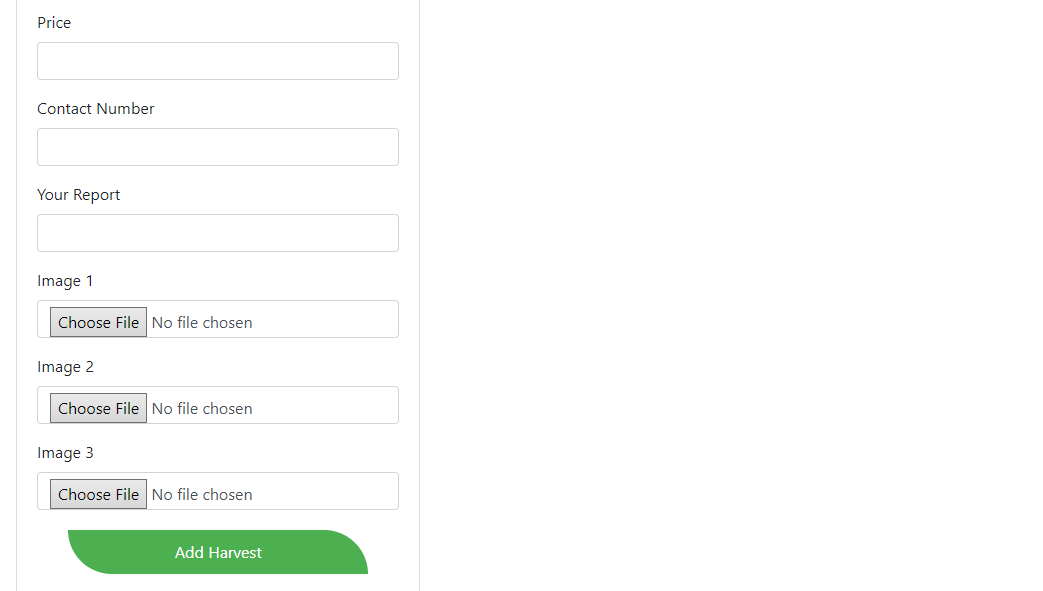 Price
Contact Number
Your Report
Image 1
Choose File No file chosen
Image 2
Choose File No file chosen
Image 3
Choose File No file chosen
Add Harvest